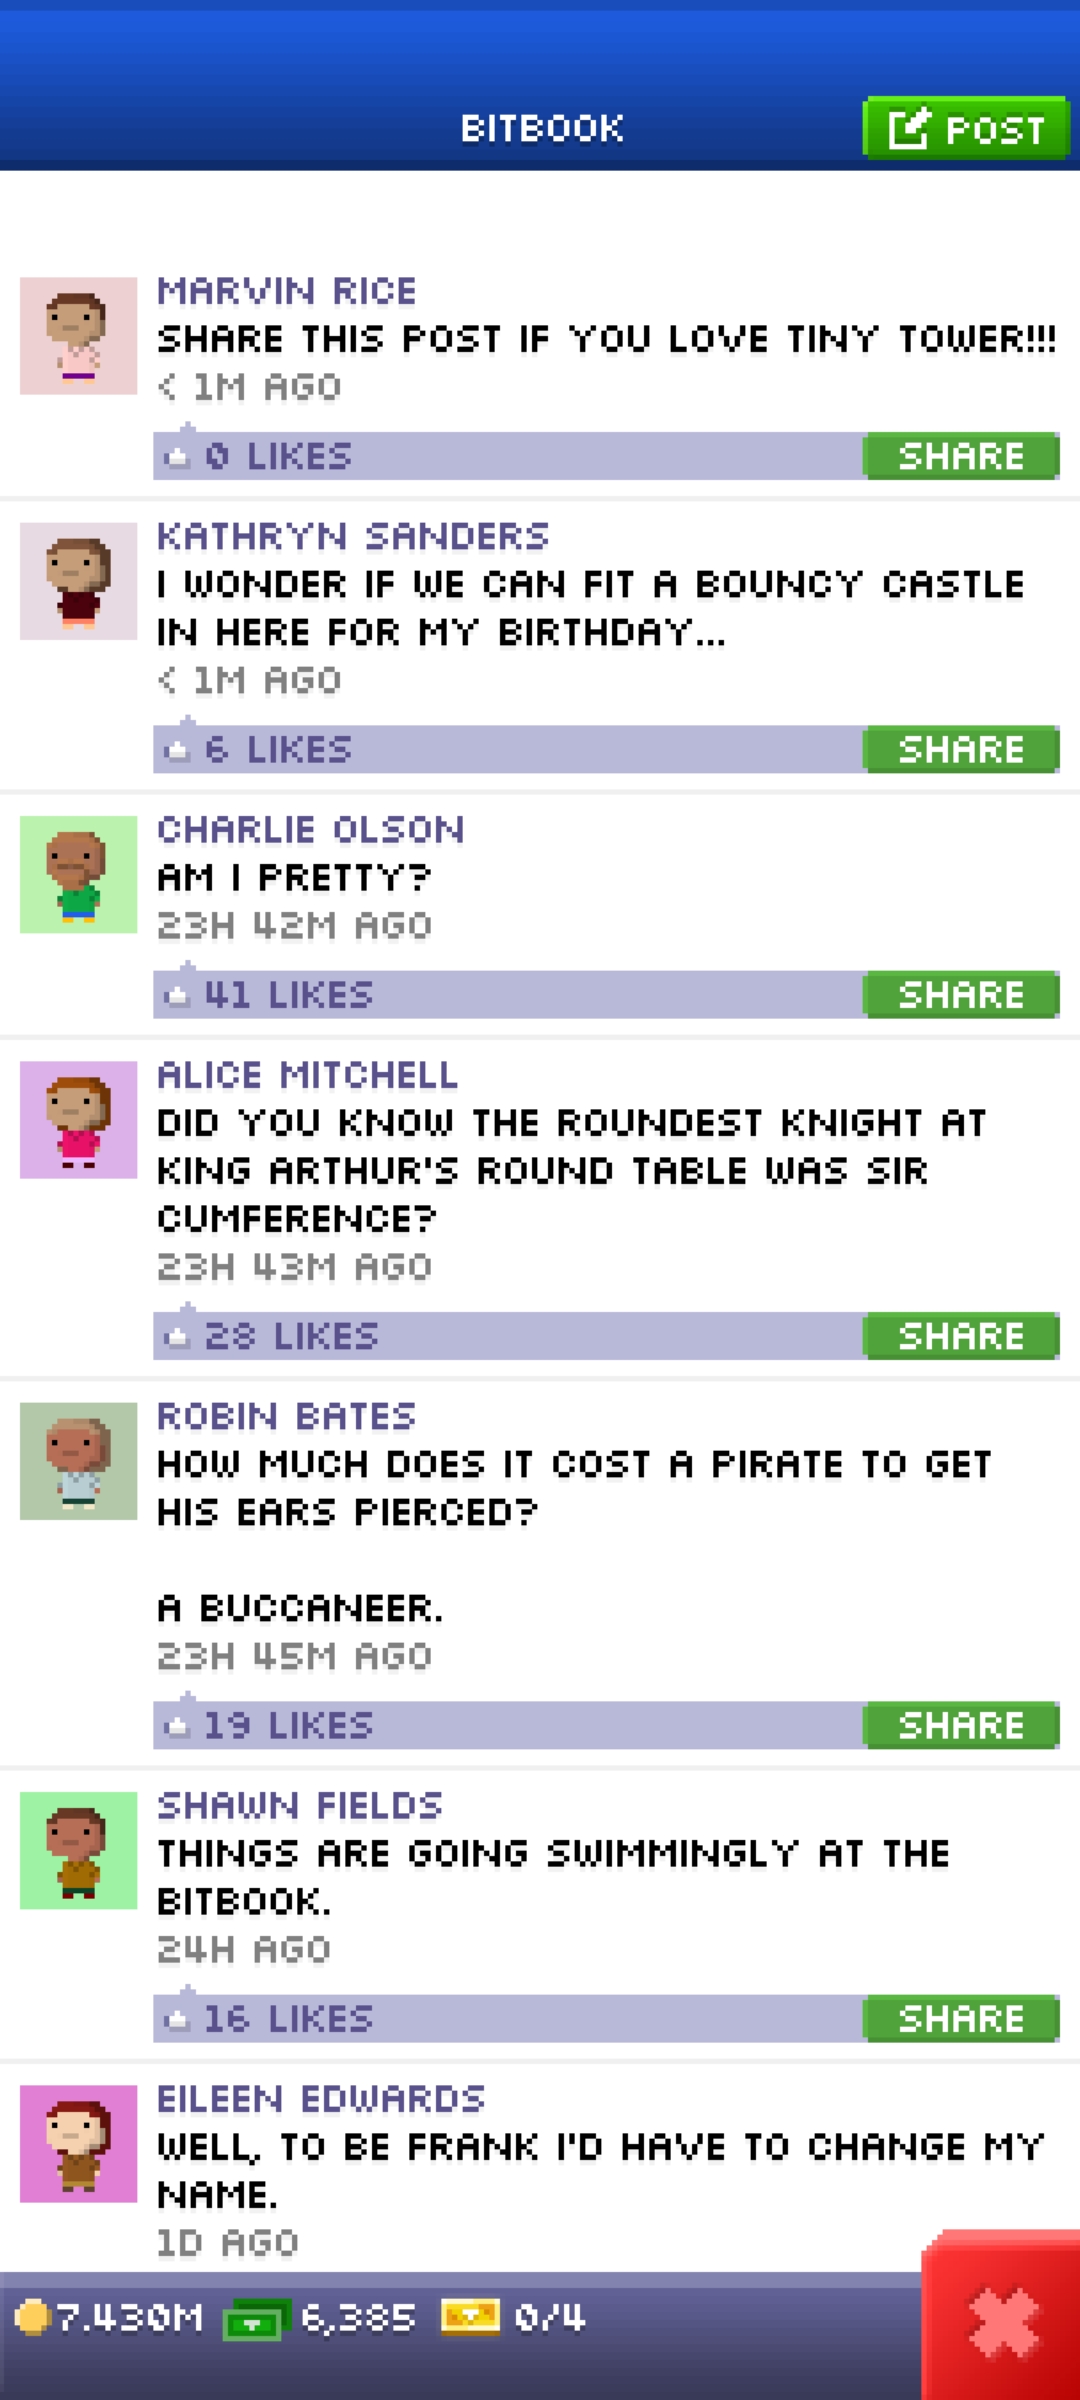 BITBOOK
POST
MARVIN RICE
SHARE THIS POST IF YOU LOVE TINY TOWER!!!
< 1M AGO
0 LIKES
SHARE
KATHRYN SANDERS
I WONDER IF WE CAN FIT A BOUNCY CASTLE
IN HERE FOR MY BIRTHDAY...
< 1M AGO
6 LIKES
SHARE
CHARLIE OLSON
AM I PRETTY?
23H 42M AGO
41 LIKES
SHARE
ALICE MITCHELL
DID YOU KNOW THE ROUNDEST KNIGHT AT
KING ARTHUR'S ROUND TABLE WAS SIR
CUMFERENCE?
23H 43M AGO
28 LIKES
SHARE
ROBIN BATES
HOW MUCH DOES IT COST A PIRATE TO GET
HIS EARS PIERCED?
A BUCCANEER.
23H 45M AGO
19 LIKES
SHARE
SHAWN FIELDS
THINGS ARE GOING SWIMMINGLY AT THE
BITBOOK.
24H AGO
16 LIKES
SHARE
EILEEN EDWARDS
WELL, TO BE FRANK I'D HAVE TO CHANGE MY
NAME.
1D AGO
7.430M 6,385 0/4